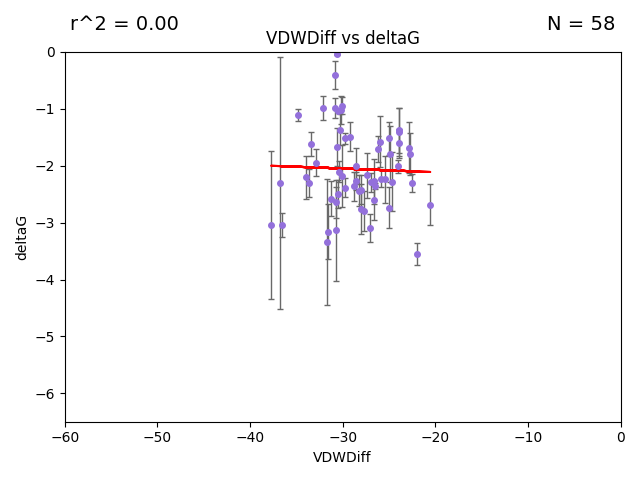 r^2 = 0.00
N = 58
VDWDiff vs deltaG
0
−1
−2
−3
−4
−5
−6
deltaG
−60 −50 −40 −30 −20 −10 0
VDWDiff